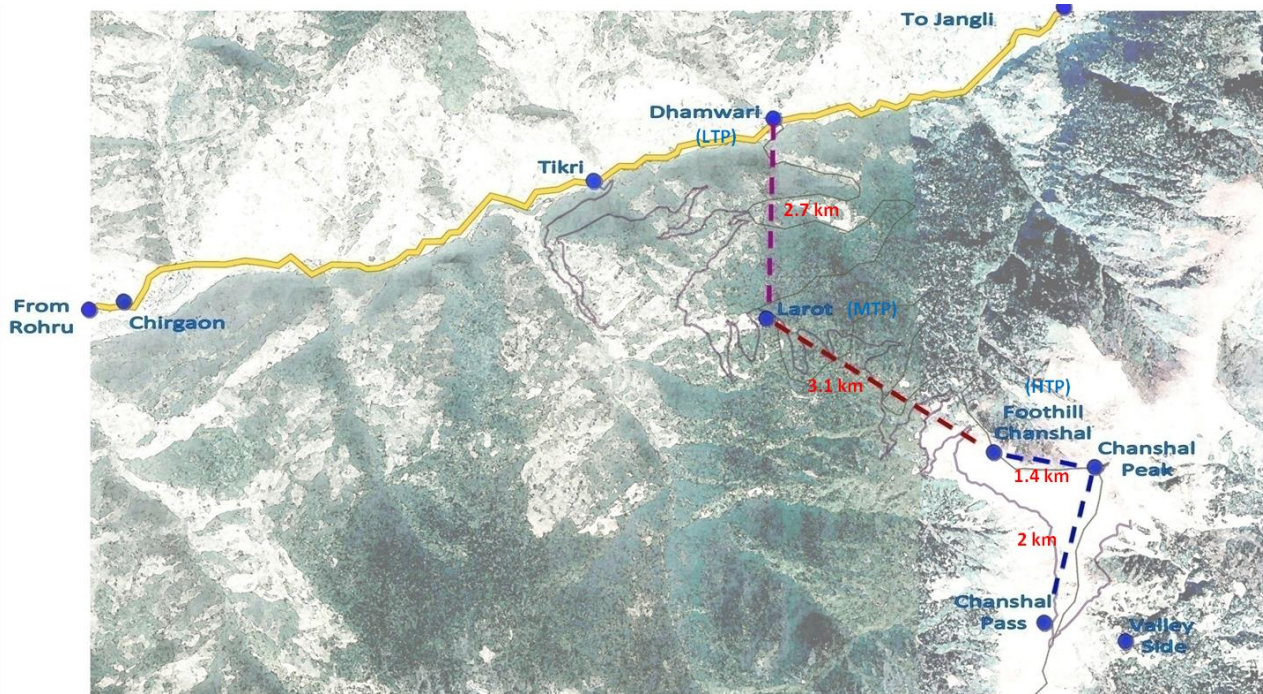 To Jangli
Dhamwari
(LTP)
Tikri
2.7 km
From
Rohru
Chirgaon
Larot (MTP)
3.1 km
(HTP)
Foothill
Chanshal
Chanshal
Peak
1.4 km
2 km
Chanshal
Pass
Valley
Side